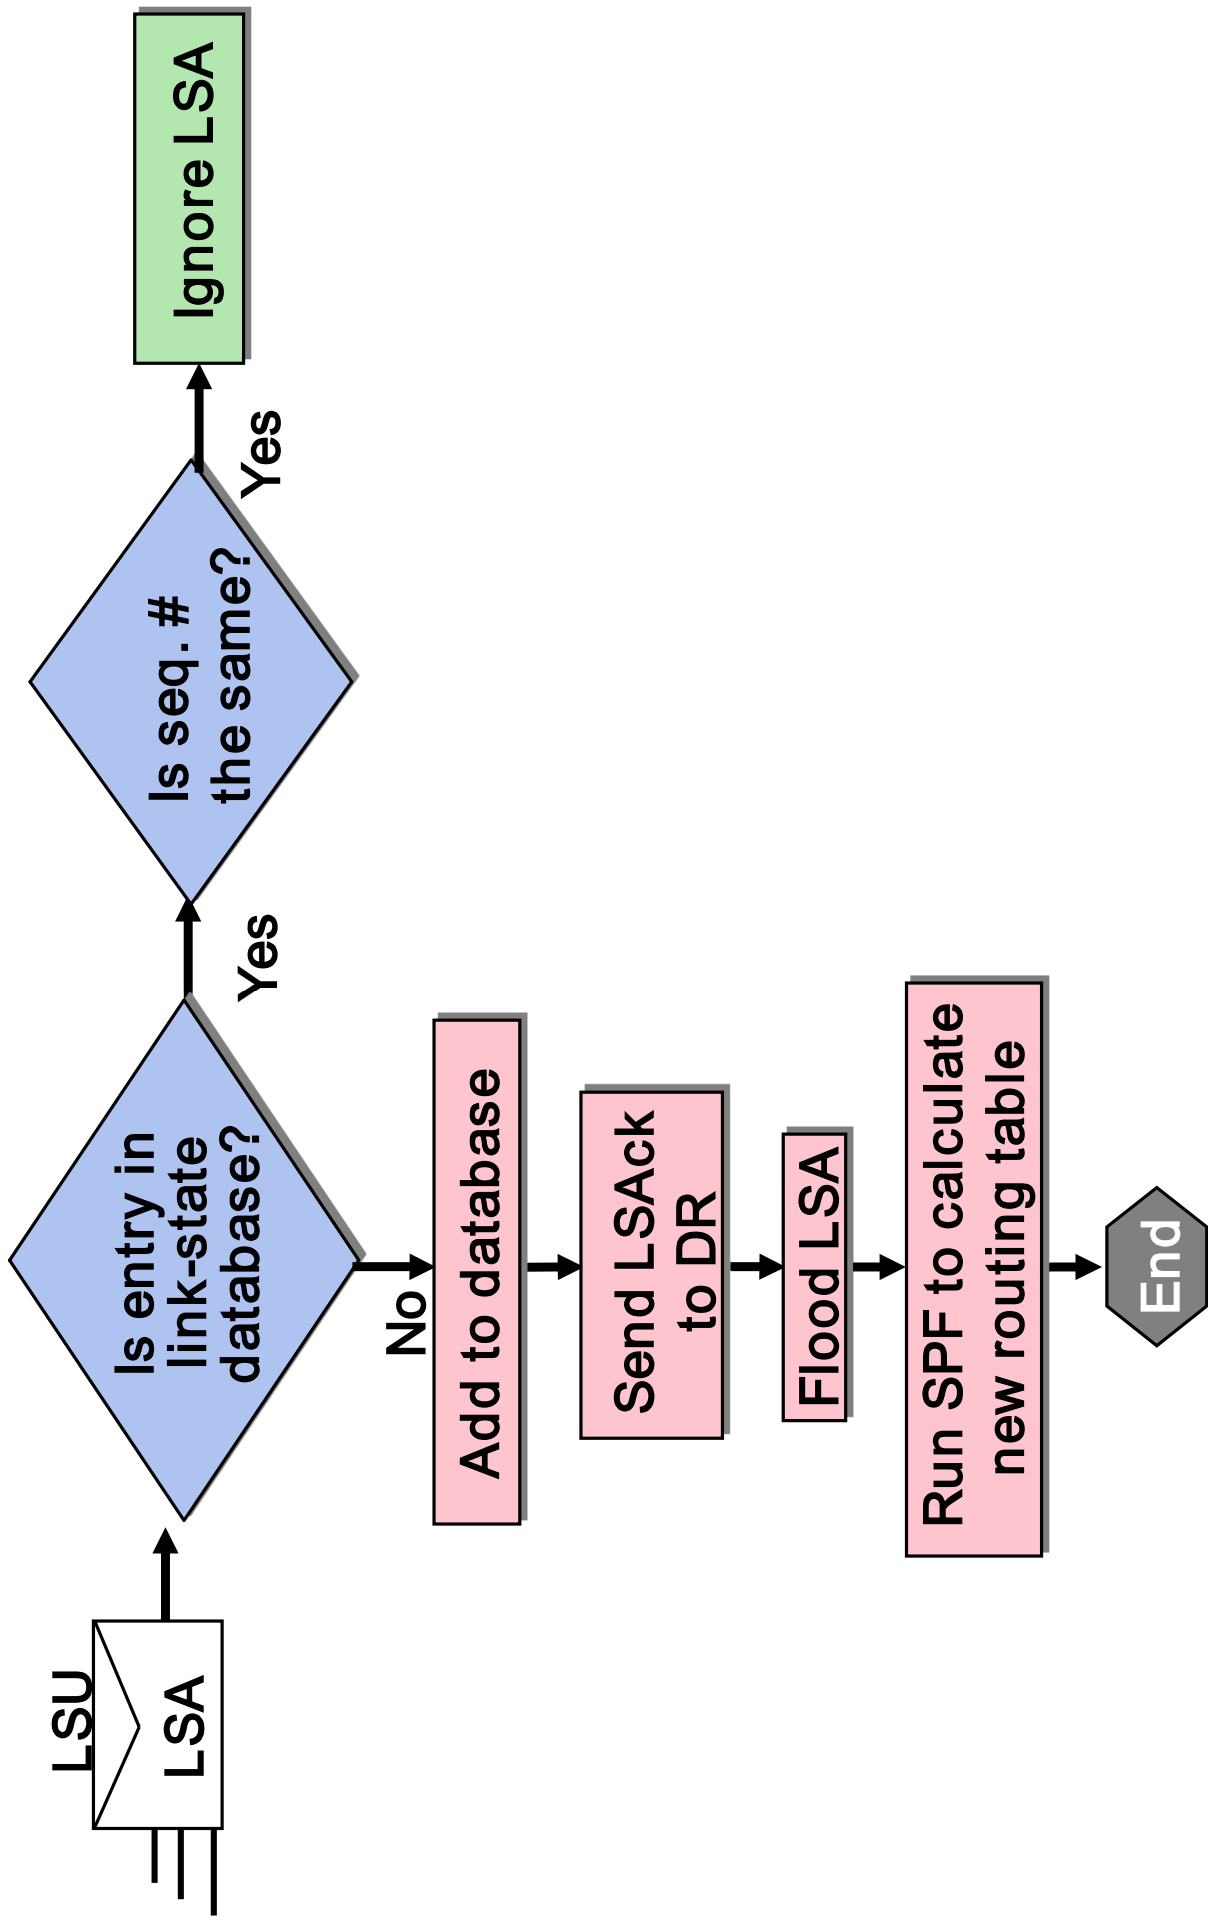 LSU
LSA
Is entry in
link-state
database?
Yes
Is seq. #
the same?
Yes
Ignore LSA
No
Add to database
Send LSAck
to DR
Flood LSA
Run SPF to calculate
new routing table
End